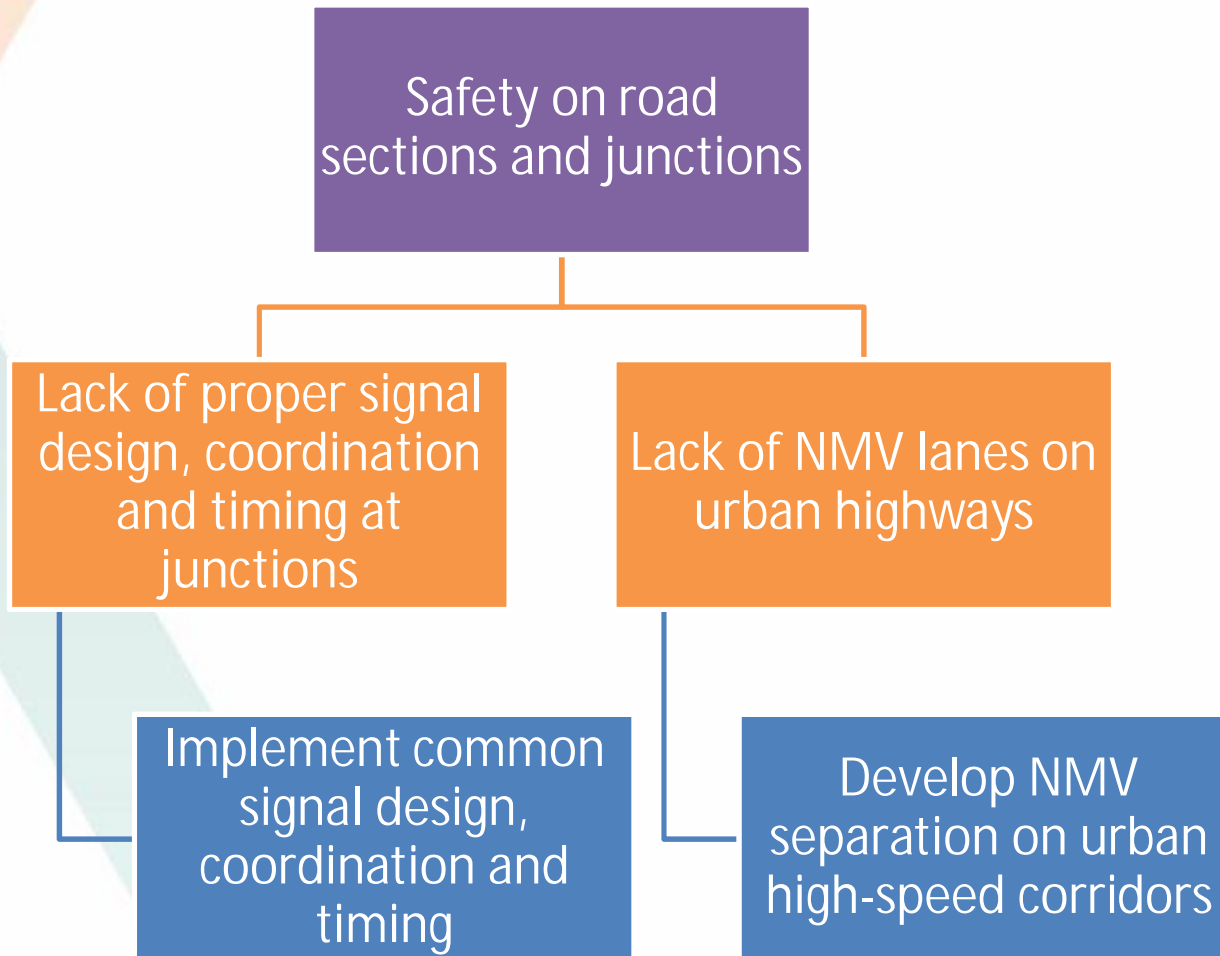 Safety on road
sections and junctions
Lack of proper signal
design, coordination
and timing at
junctions
Lack of NMV lanes on
urban highways
Implement common
signal design,
coordination and
timing
Develop NMV
separation on urban
high-speed corridors